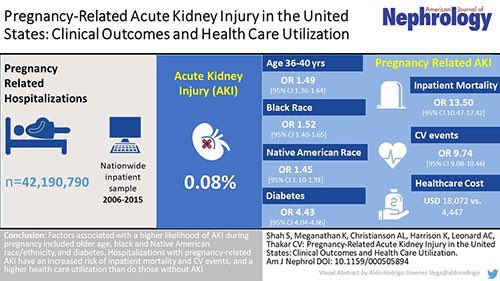 Pregnancy-Related Acute Kidney Injury in the United
States: Clinical Outcomes and Health Care Utilization
American Journal of
Nephrology
Pregnancy
Related
Hospitalizations
n=42,190,790
Nationwide
inpatient
sample
2006-2015
Acute Kidney
Injury (AKI)
0.08%
Age 36-40 yrs
OR 1.49
[95% CI 1.36-1.64]
Black Race
OR 1.52
[95% CI 1.40-1.65]
Native American Race
OR 1.45
[95% CI 1.10-1.91]
Diabetes
OR 4.43
[95% CI 4.04-4.86]
Pregnancy Related AKI
Inpatient Mortality
OR 13.50
[95% CI 10.47-17.42]
CV events
OR 9.74
[95% CI 9.08-10.46]
Healthcare Cost
USD 18,072 vs.
4,447
Conclusion: Factors associated with a higher likelihood of AKI during
pregnancy included older age, black and Native American
race/ethnicity, and diabetes. Hospitalizations with pregnancy-related
AKI have an increased risk of inpatient mortality and CV events, and a
higher health care utilization than do those without AKI
Shah S, Meganathan K, Christianson AL, Harrison K, Leonard AC,
Thakar CV: Pregnancy-Related Acute Kidney Injury in the United
States: Clinical Outcomes and Health Care Utilization.
Am J Nephrol DOI: 10.1159/000505894
Visual Abstract by Aldo Rodrigo Jimenez Vega@aldorodrigo